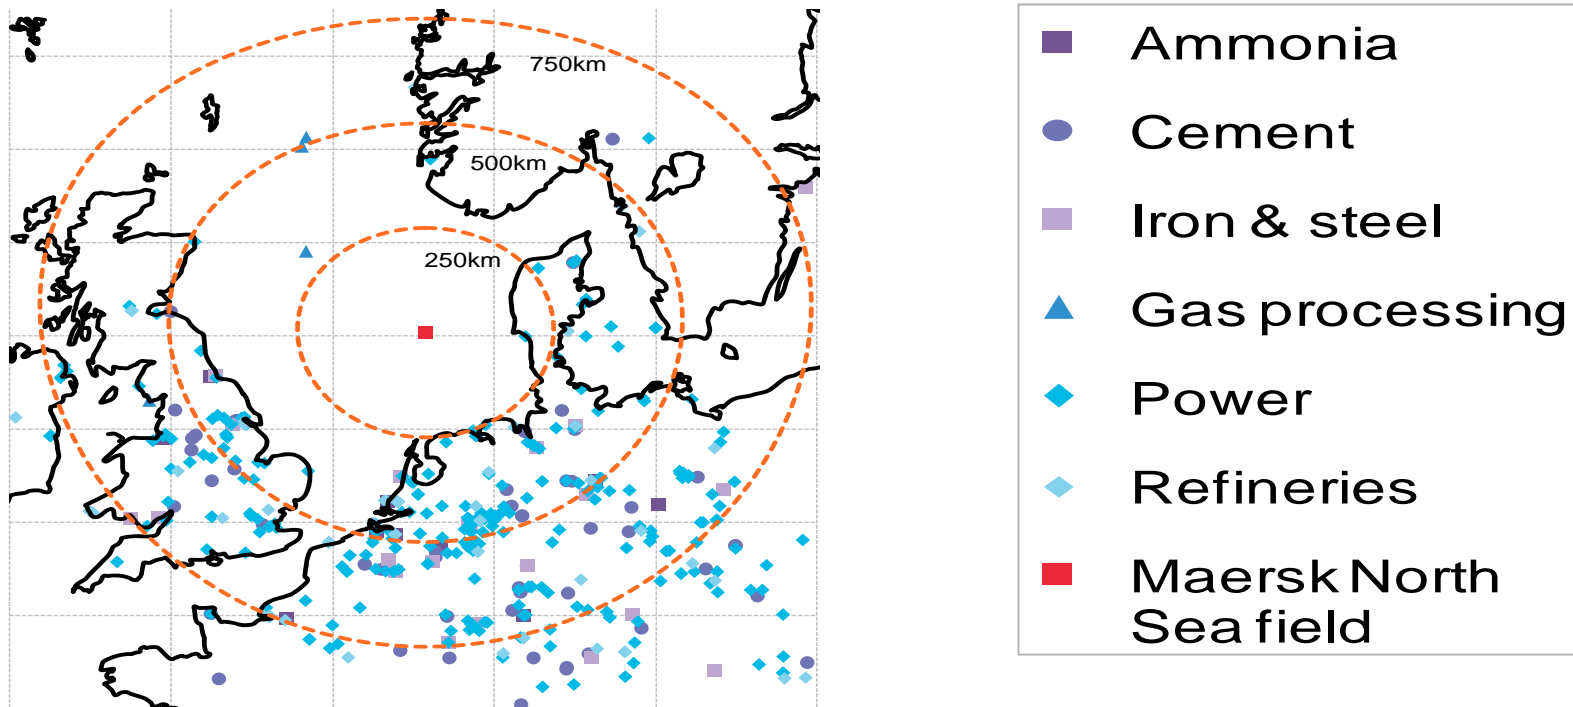 750km
500km
250km
Ammonia
Cement
Iron & steel
Gas processing
Power
Refineries
Maersk North
Sea field